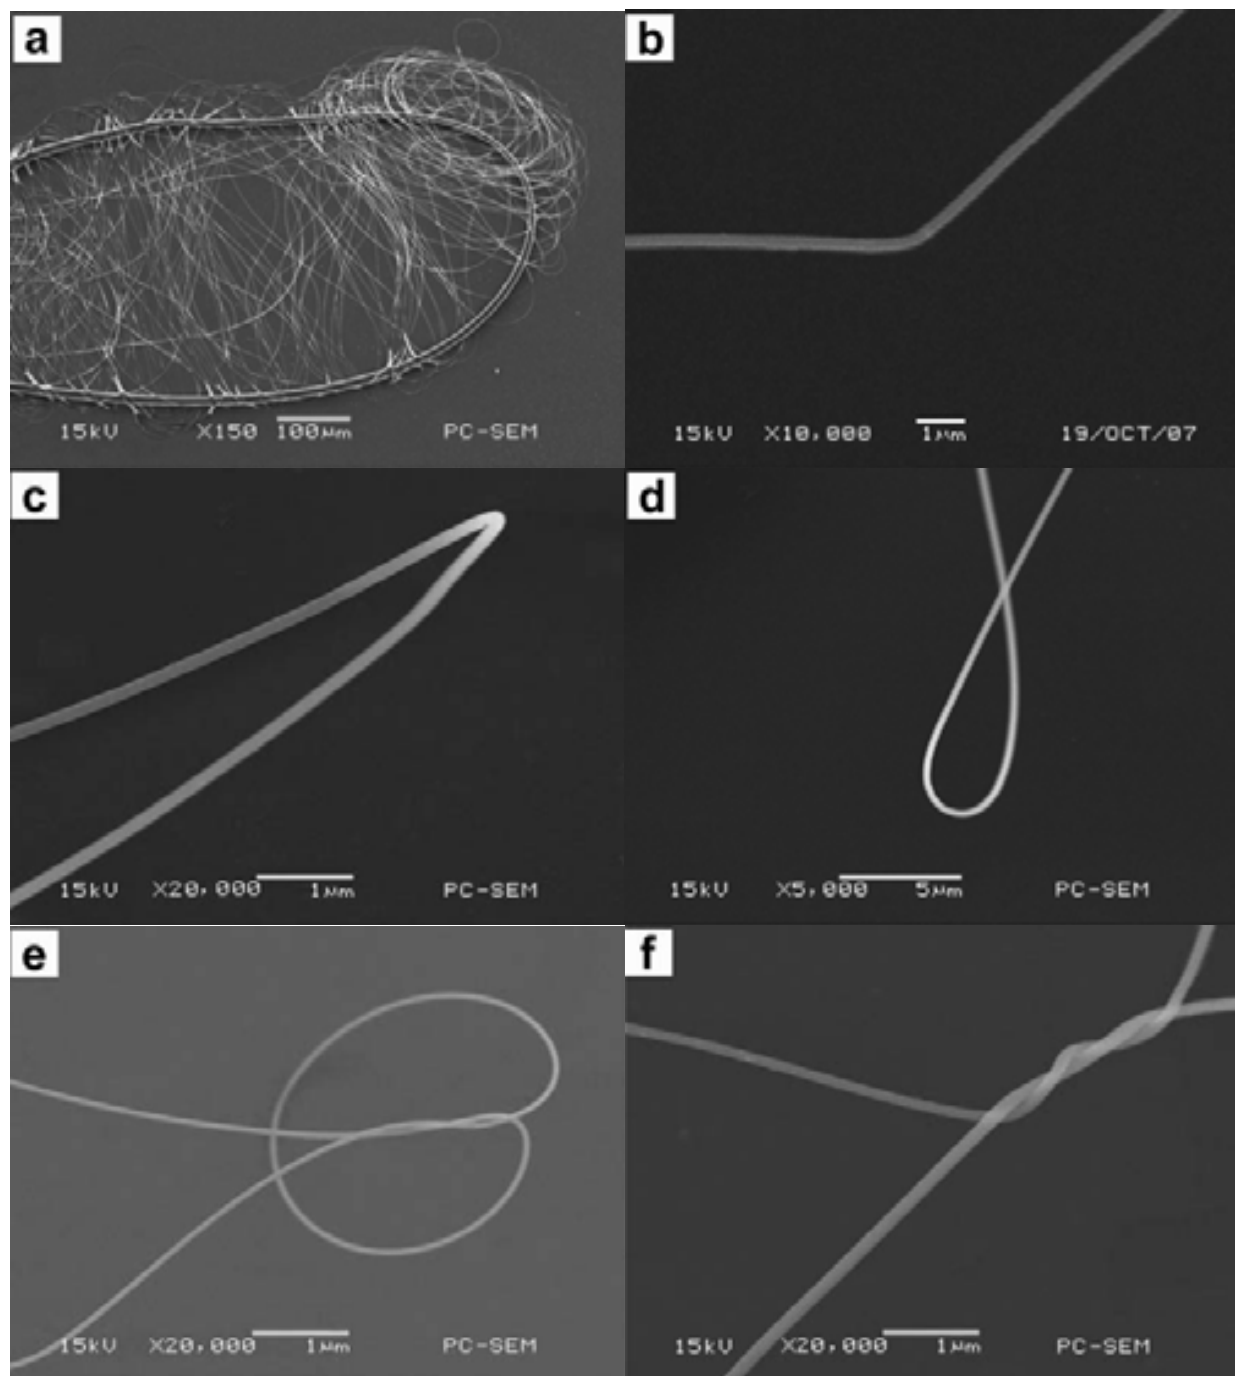 a
15kV X150 100μm PC-SEM
b
15kV X10,000 1μm 19/OCT/07
c
15kV X20,000 1μm PC-SEM
d
15kV X5,000 5μm PC-SEM
e
15kV X20,000 1μm PC-SEM
f
15kV X20,000 1μm PC-SEM